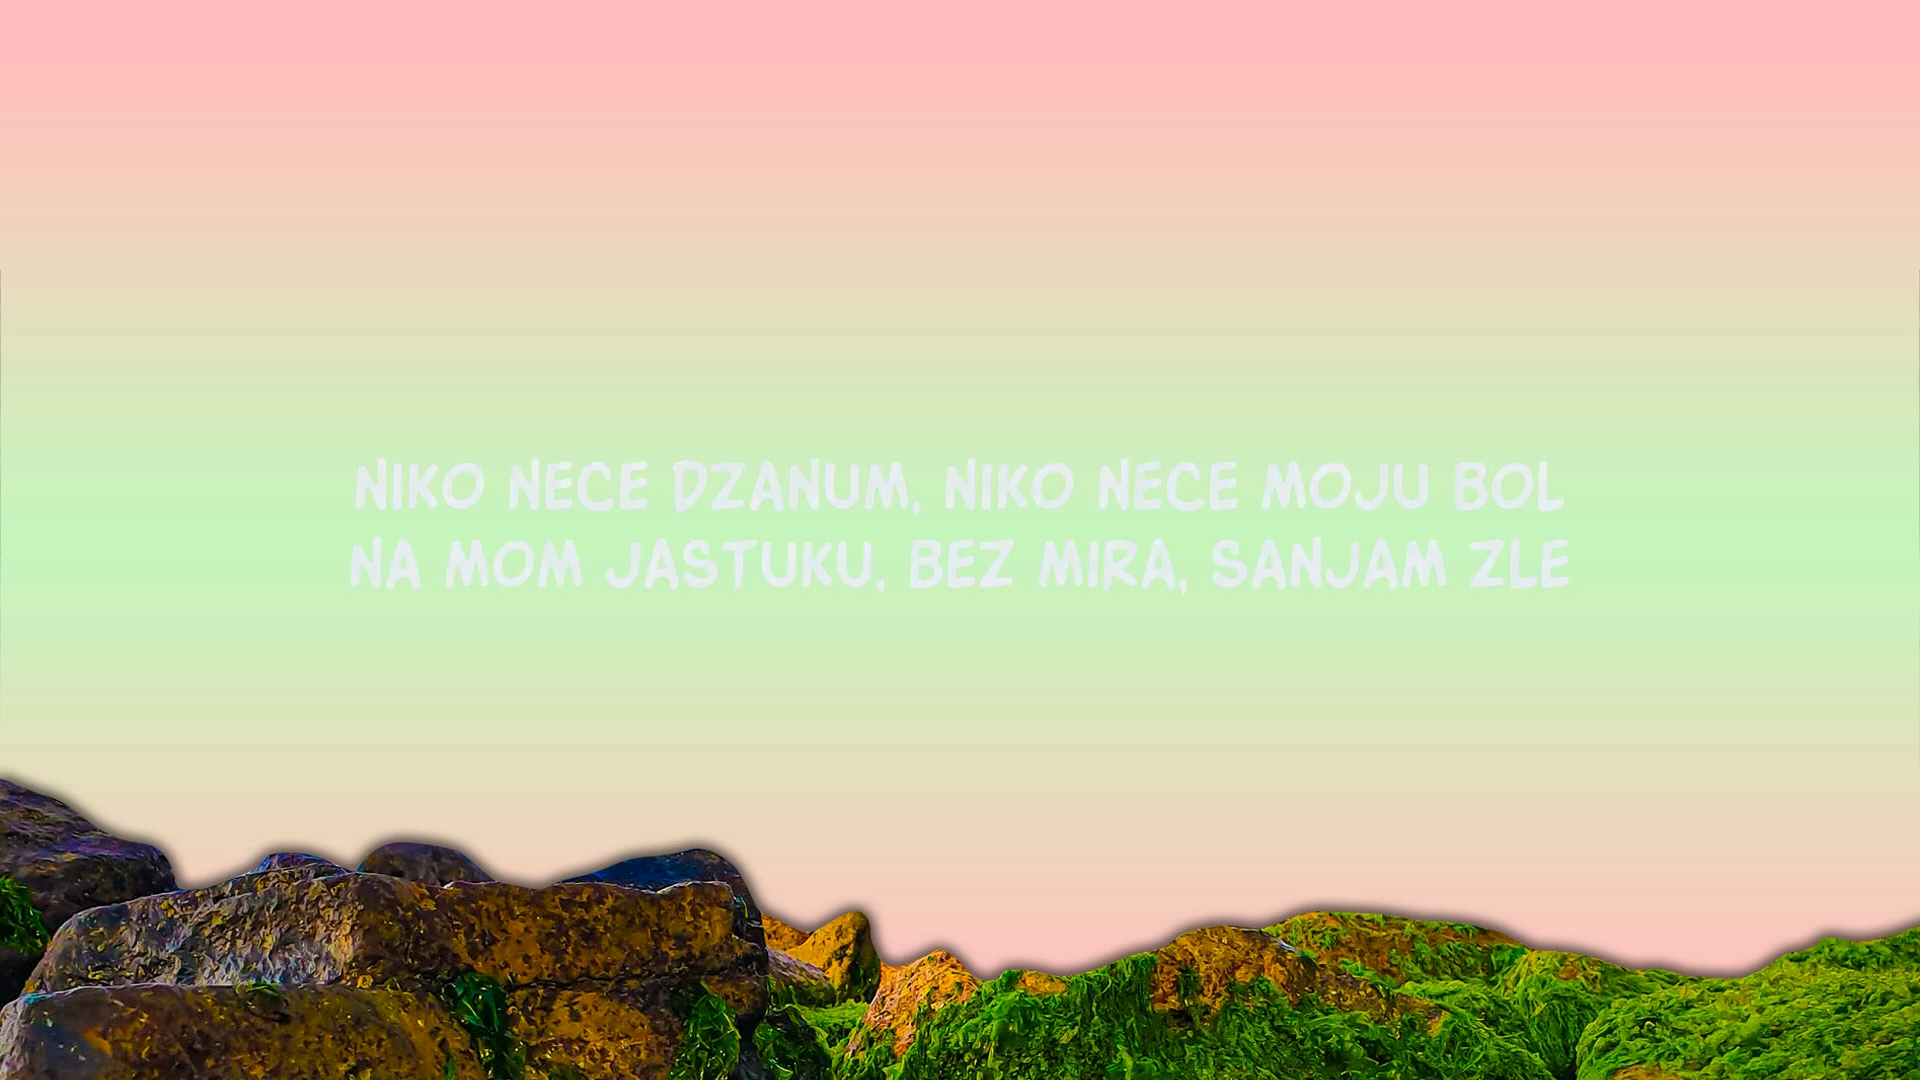 NIKO NECE DZANUM, NIKO NECE MOJU BOL
NA MOM JASTUKU, BEZ MIRA, SANJAM ZLE